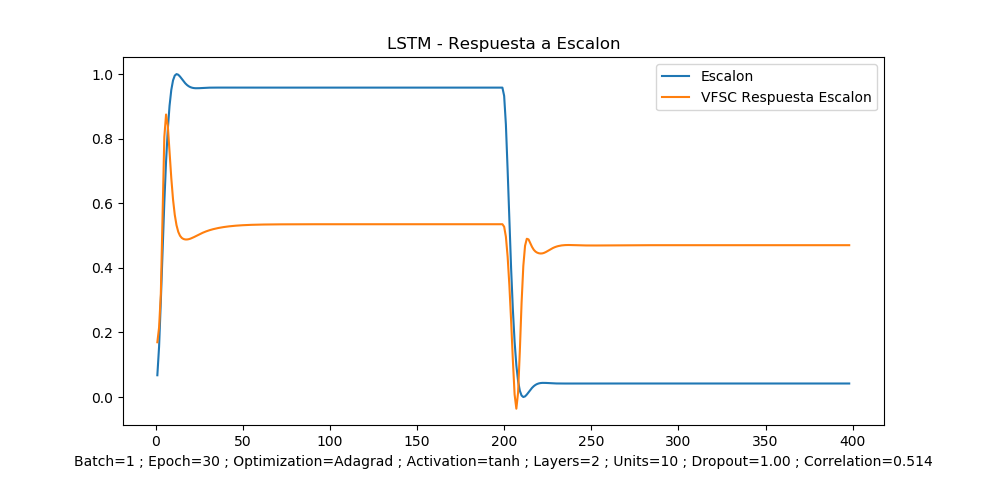 LSTM - Respuesta a Escalon
Escalon
VFSC Respuesta Escalon
1.0
0.8
0.6
0.4
0.2
0.0
0 50 100 150 200 250 300 350 400
Batch=1 ; Epoch=30 ; Optimization=Adagrad ; Activation=tanh ; Layers=2 ; Units=10 ; Dropout=1.00 ; Correlation=0.514